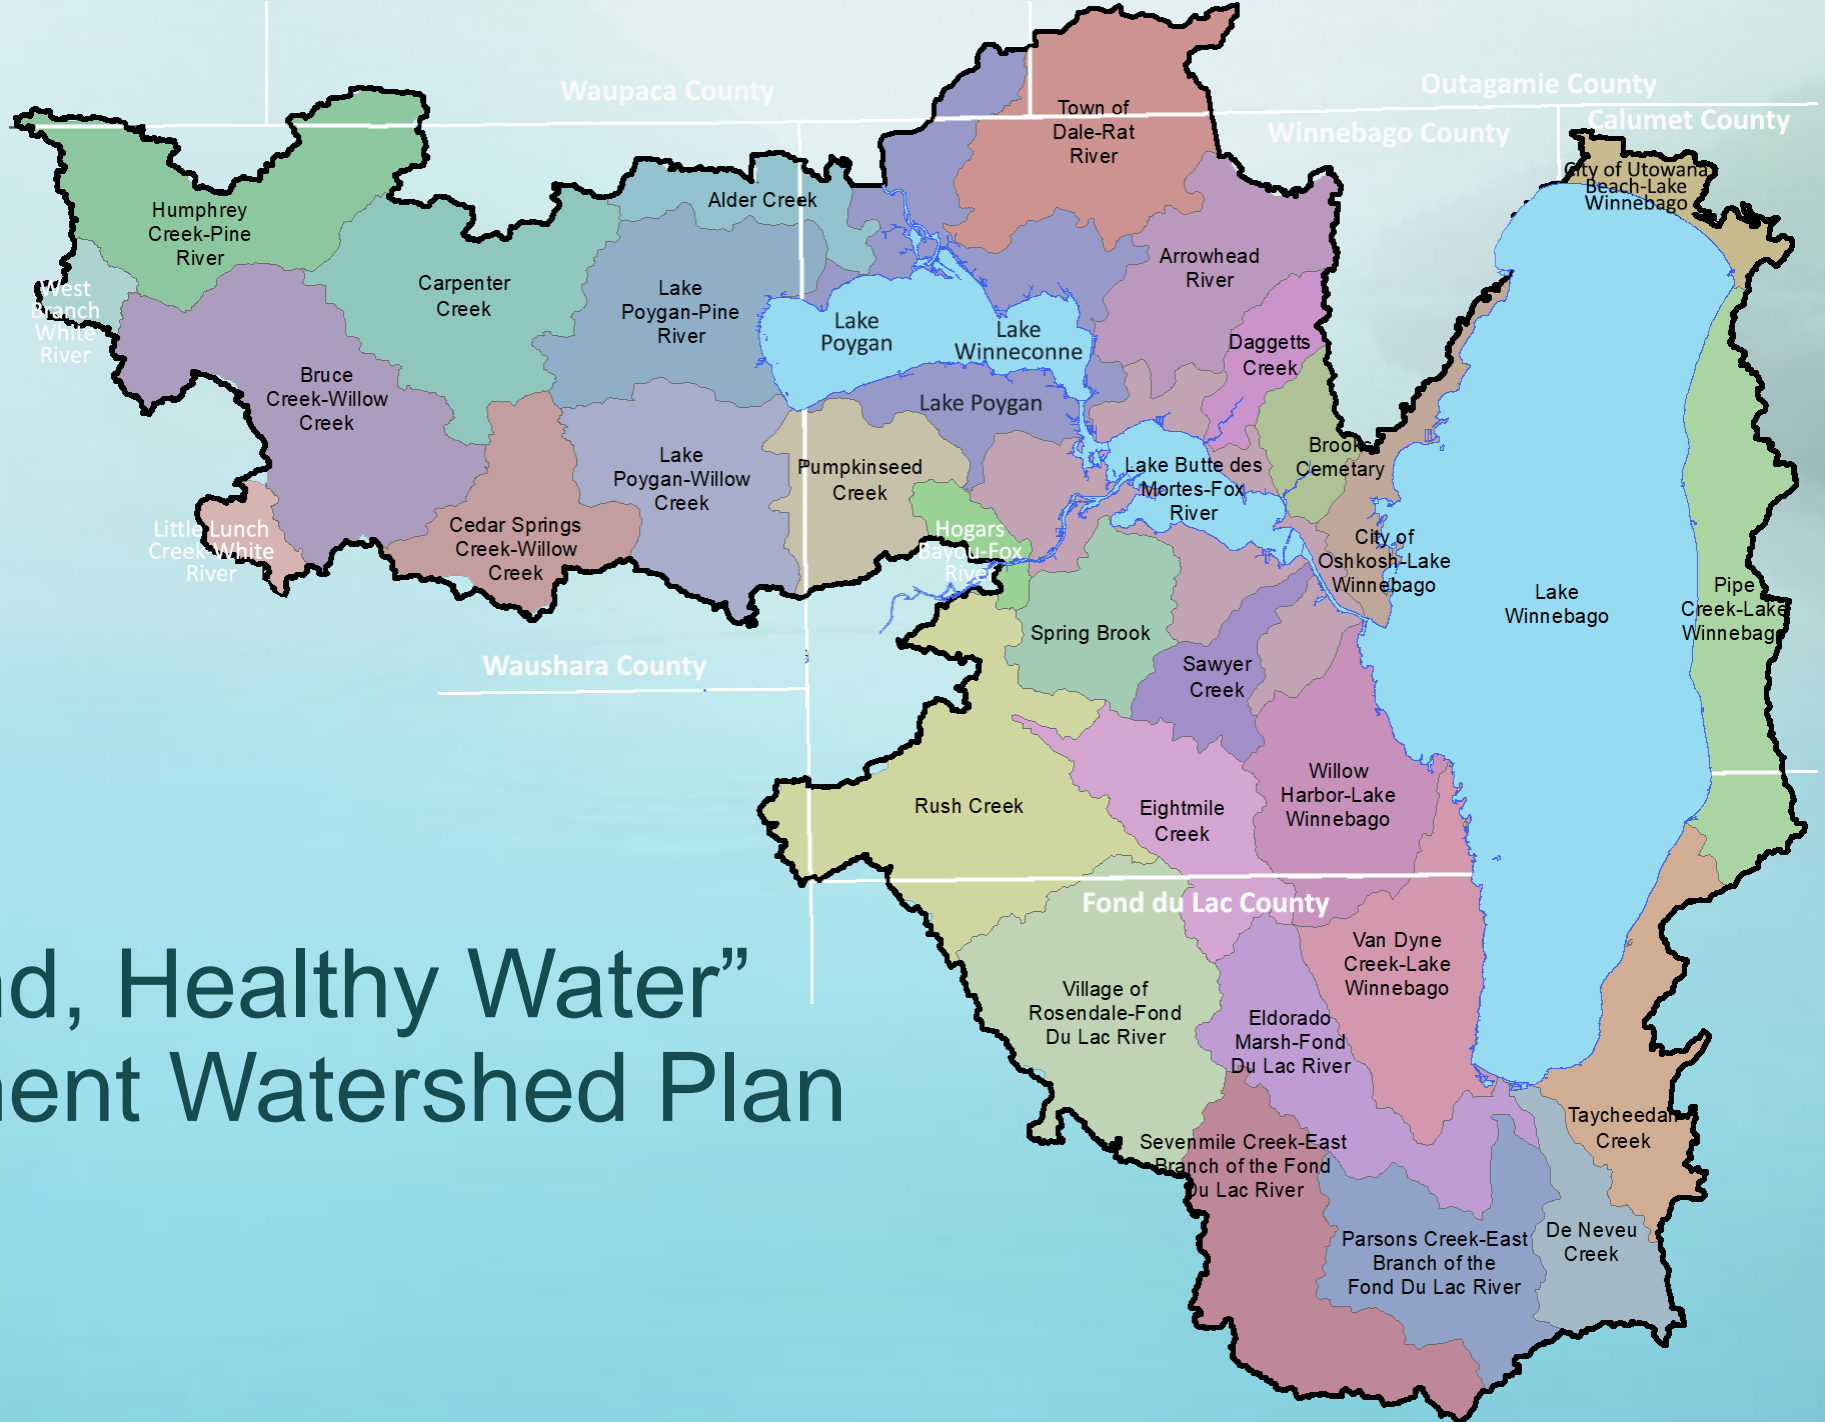 Waupaca County
Outagamie County
Winnebago County
Calumet County
Town of
Dale-Rat
River
City of Utowana
Beach-Lake
Winnebago
Alder Creek
Humphrey
Creek-Pine
River
Arrowhead
River
West
Branch
White
River
Carpenter
Creek
Lake
Poygan-Pine
River
Lake
Poygan
Lake
Winneconne
Daggetts
Creek
Bruce
Creek-Willow
Creek
Lake Poygan
Brooks
Cemetary
Lake
Poygan-Willow
Creek
Pumpkinseed
Creek
Lake Butte des
Mortes-Fox
River
Little Lunch
Creek-White
River
Cedar Springs
Creek-Willow
Creek
Hogars
Bayou-Fox
River
City of
Oshkosh-Lake
Winnebago
Lake
Winnebago
Pipe
Creek-Lake
Winnebago
Spring Brook
Waushara County
Sawyer
Creek
Rush Creek
Eightmile
Creek
Willow
Harbor-Lake
Winnebago
Fond du Lac County
Van Dyne
Creek-Lake
Winnebago
Village of
Rosendale-Fond
Du Lac River
Eldorado
Marsh-Fond
Du Lac River
nd, Healthy Water”
nent Watershed Plan
Taycheedah
Creek
Sevenmile Creek-East
Branch of the Fond
Du Lac River
Parsons Creek-East
Branch of the
Fond Du Lac River
De Neveu
Creek